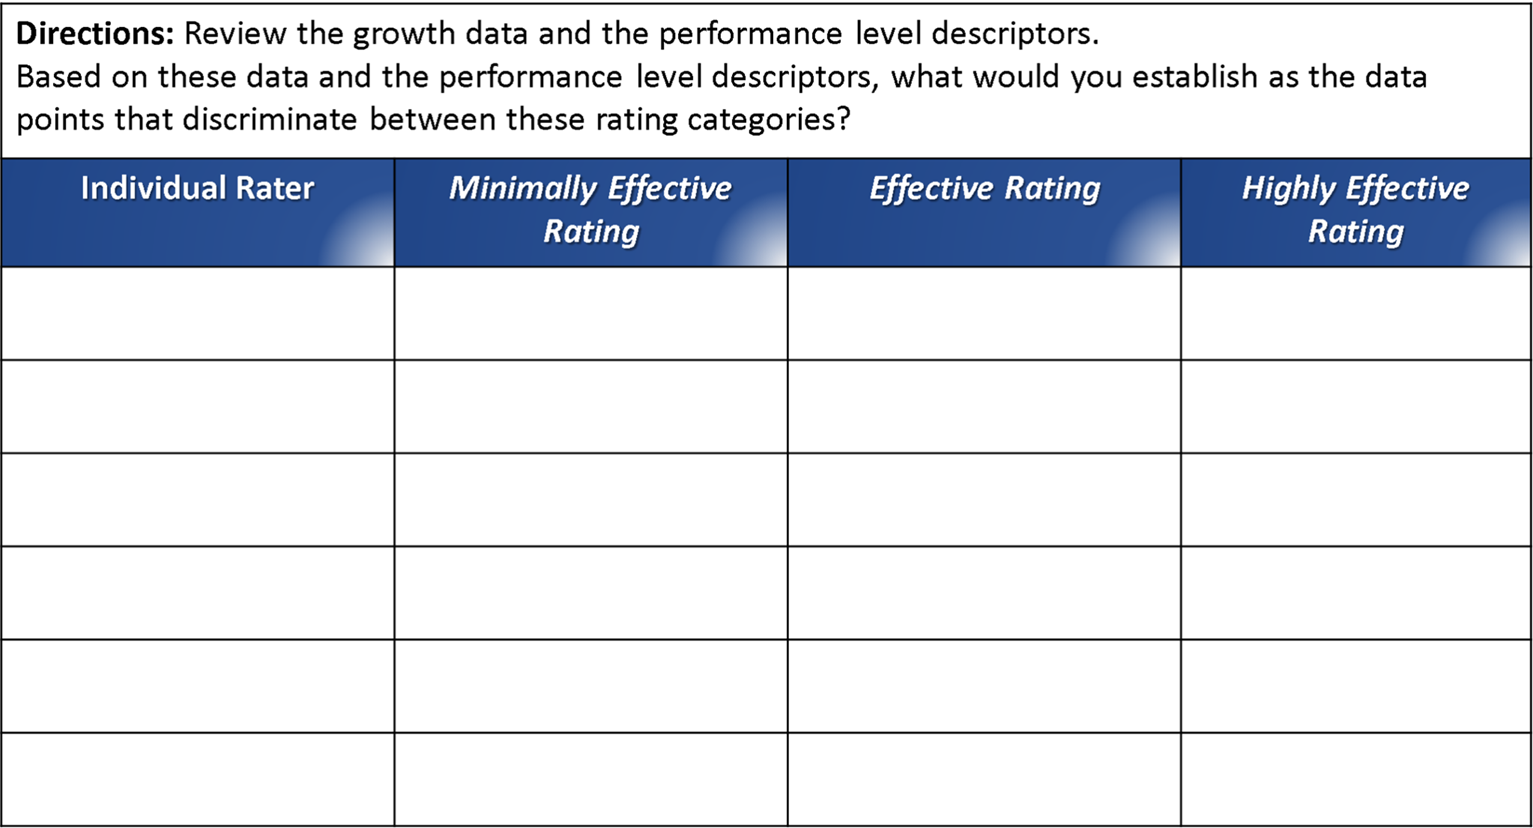 Directions: Review the growth data and the performance level descriptors.
Based on these data and the performance level descriptors, what would you establish as the data
points that discriminate between these rating categories?
Individual Rater
Minimally Effective
Rating
Effective Rating
Highly Effective
Rating